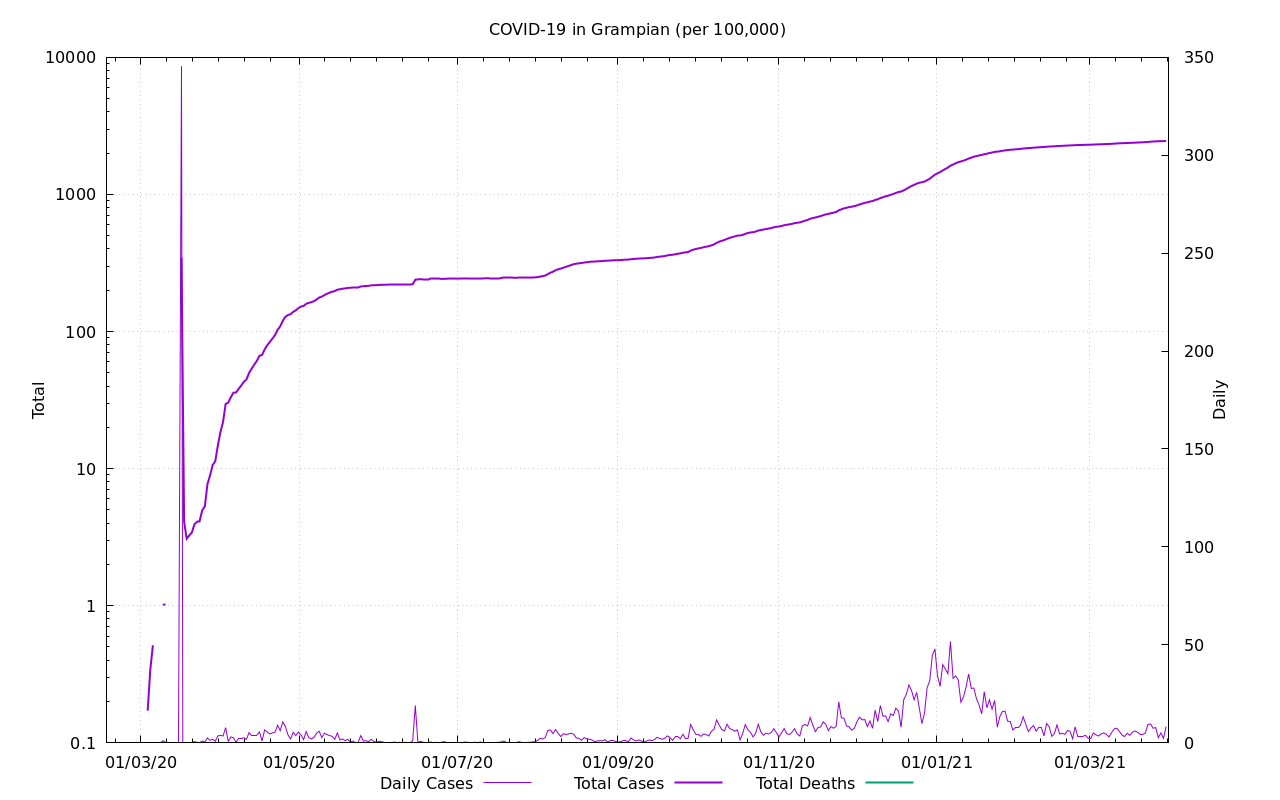 COVID-19 in Grampian (per 100,000)
10000
1000
100
10
1
0.1
Total
350
300
250
200
150
100
50
0
Daily
01/03/20 01/05/20 01/07/20 01/09/20 01/11/20 01/01/21 01/03/21
Daily Cases Total Cases Total Deaths